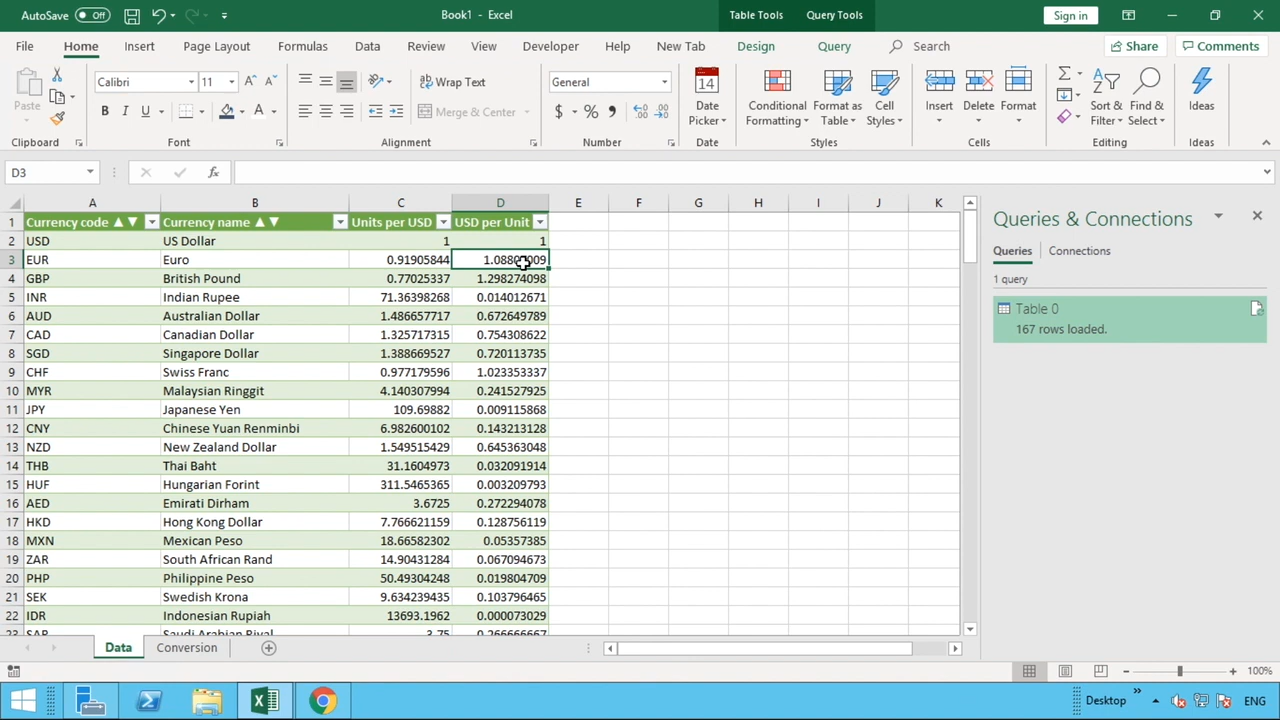 AutoSave Off Book1 - Excel Table Tools Query Tools Sign in
File Home Insert Page Layout Formulas Data Review View Developer Help New Tab Design Query Search Share Comments
Paste Calibri 11 Wrap Text General Date Picker Conditional Formatting Format as Table Cell Styles Insert Delete Format Sort & Filter Find & Select Ideas
B I U A Merge & Center $ %
Clipboard Font Alignment Number Date Styles Cells Editing Ideas
D3 fx
A B C D E F G H I J K
1 Currency code Currency name Units per USD USD per Unit
2 USD US Dollar 1 1
3 EUR Euro 0.91905844
4 GBP British Pound 0.77025337 1.298274098
5 INR Indian Rupee 71.36398268 0.014012671
6 AUD Australian Dollar 1.486657717 0.672649789
7 CAD Canadian Dollar 1.325717315 0.754308622
8 SGD Singapore Dollar 1.388669527 0.720113735
9 CHF Swiss Franc 0.977179596 1.023353337
10 MYR Malaysian Ringgit 4.140307994 0.241527925
11 JPY Japanese Yen 109.69882 0.009115868
12 CNY Chinese Yuan Renminbi 6.982600102 0.143213128
13 NZD New Zealand Dollar 1.549515429 0.645363048
14 THB Thai Baht 31.1604973 0.032091914
15 HUF Hungarian Forint 311.5465365 0.003209793
16 AED Emirati Dirham 3.6725 0.272294078
17 HKD Hong Kong Dollar 7.766621159 0.128756119
18 MXN Mexican Peso 18.66582302 0.05357385
19 ZAR South African Rand 14.90431284 0.067094673
20 PHP Philippine Peso 50.49304248 0.019804709
21 SEK Swedish Krona 9.634239435 0.103796465
22 IDR Indonesian Rupiah 13693.1962 0.000073029
23 SAR Saudi Arabian Riyal 3.75 0.266666667
Queries & Connections
Queries Connections
1 query
Table 0
167 rows loaded.
Data Conversion
100%
Desktop ENG